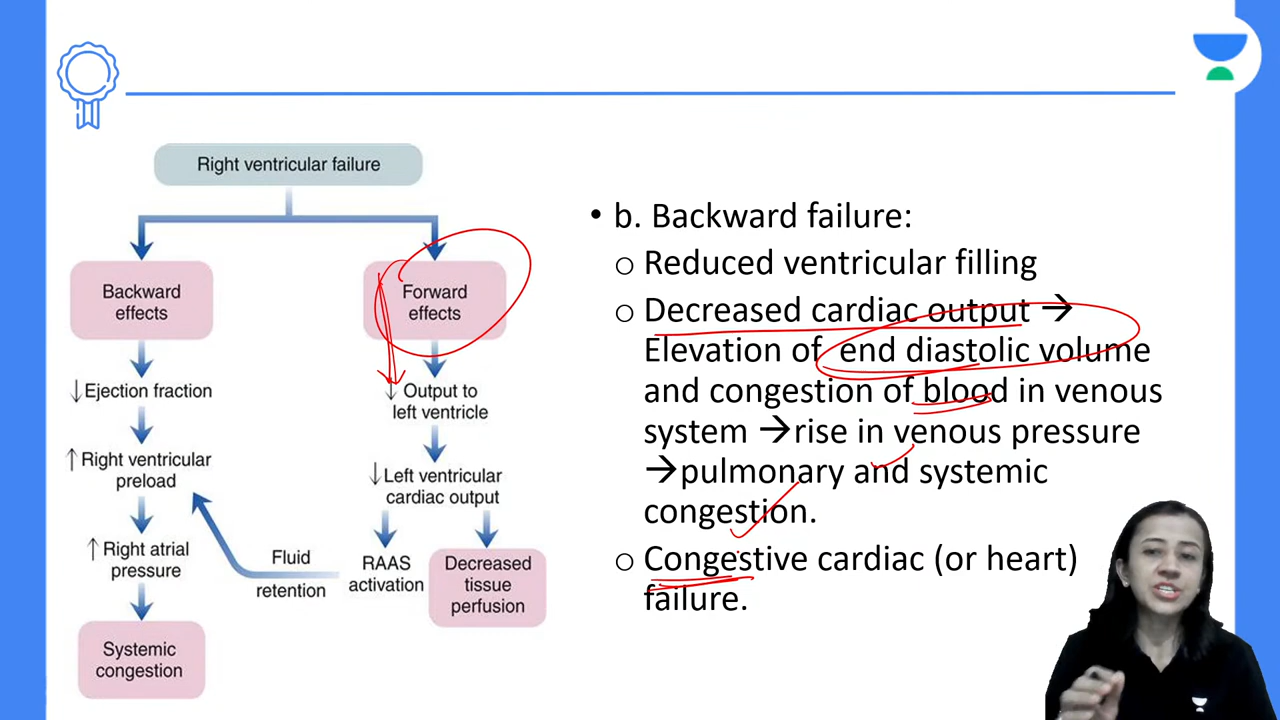 Right ventricular failure
Backward
effects
Forward
effects
↓ Ejection fraction
↓ Output to
left ventricle
↑ Right ventricular
preload
↓ Left ventricular
cardiac output
↑ Right atrial
pressure
Fluid
retention
RAAS
activation
Decreased
tissue
perfusion
Systemic
congestion
• b. Backward failure:
o Reduced ventricular filling
o Decreased cardiac output →
Elevation of end diastolic volume
and congestion of blood in venous
system →rise in venous pressure
→pulmonary and systemic
congestion.
o Congestive cardiac (or heart)
failure.